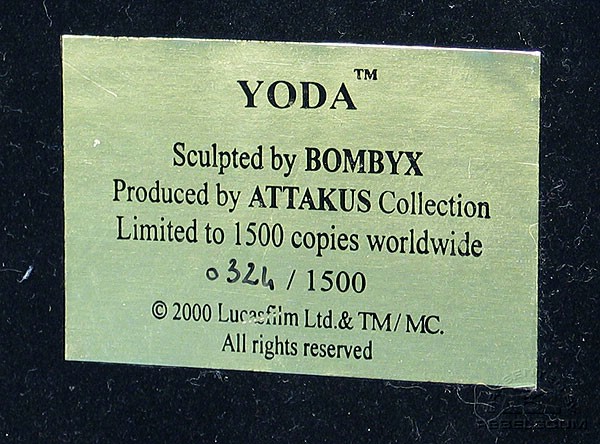 YODA™
Sculpted by BOMBYX
Produced by ATTAKUS Collection
Limited to 1500 copies worldwide
0324 / 1500
© 2000 Lucasfilm Ltd.& TM/ MC.
All rights reserved